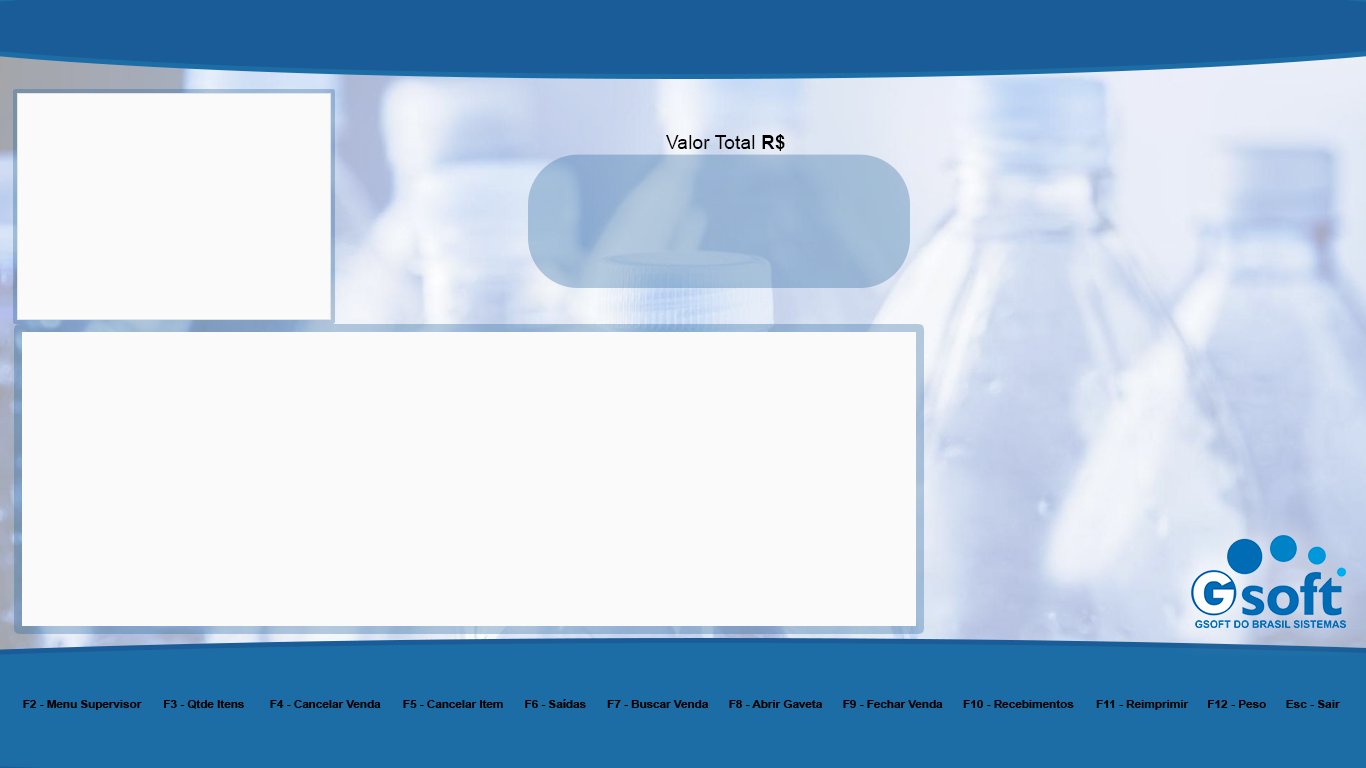 Valor Total R$
Gsoft
GSOFT DO BRASIL SISTEMAS
F2 - Menu Supervisor F3 - Qtde Itens F4 - Cancelar Venda F5 - Cancelar Item F6 - Saídas F7 - Buscar Venda F8 - Abrir Gaveta F9 - Fechar Venda F10 - Recebimentos F11 - Reimprimir F12 - Peso Esc - Sair